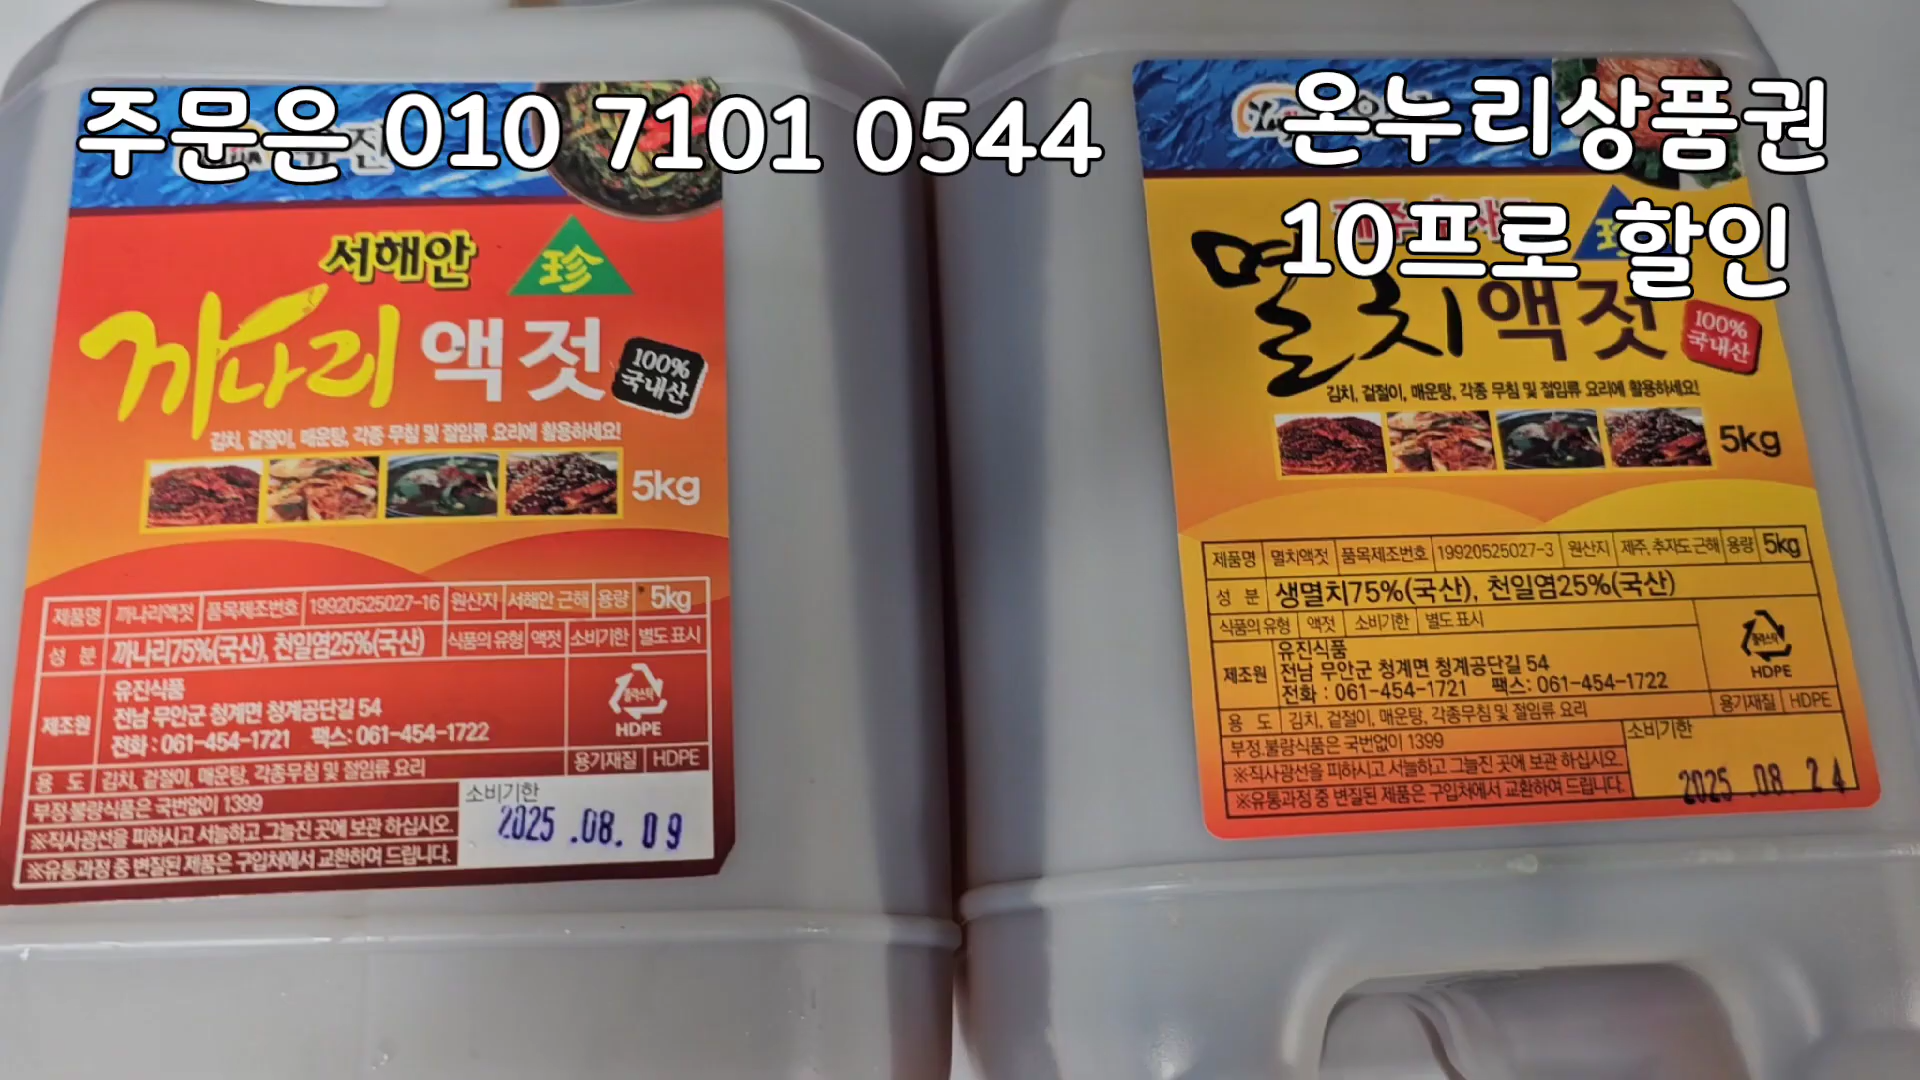 주문은 010 7101 0544
온누리상품권
10프로 할인
서해안
珍
까나리 액젓
100%
국내산
김치, 겉절이, 매운탕, 각종 무침 및 절임류 요리에 활용하세요!
5kg
제품명 까나리액젓 품목제조번호 19920525027-16 원산지 서해안 근해 용량 5kg
성 분 까나리75%(국산), 천일염25%(국산) 식품의 유형 액젓 소비기한 별도 표시
제조원
유진식품
전남 무안군 청계면 청계공단길 54
전화 : 061-454-1721 팩스: 061-454-1722
플라스틱
HDPE
용 도 김치, 겉절이, 매운탕, 각종무침 및 절임류 요리 용기재질 HDPE
부정·불량식품은 국번없이 1399
※직사광선을 피하시고 서늘하고 그늘진 곳에 보관 하십시오.
※유통과정 중 변질된 제품은 구입처에서 교환하여 드립니다.
소비기한
2025 .08. 09
멸치액젓
100%
국내산
김치, 겉절이, 매운탕, 각종 무침 및 절임류 요리에 활용하세요!
5kg
제품명 멸치액젓 품목제조번호 19920525027-3 원산지 제주, 추자도 근해 용량 5kg
성 분 생멸치75%(국산), 천일염25%(국산)
식품의 유형 액젓 소비기한 별도 표시
제조원
유진식품
전남 무안군 청계면 청계공단길 54
전화 : 061-454-1721 팩스: 061-454-1722
플라스틱
HDPE
용 도 김치, 겉절이, 매운탕, 각종무침 및 절임류 요리 용기재질 HDPE
부정·불량식품은 국번없이 1399
※직사광선을 피하시고 서늘하고 그늘진 곳에 보관 하십시오.
※유통과정 중 변질된 제품은 구입처에서 교환하여 드립니다.
소비기한
2025 .08. 24